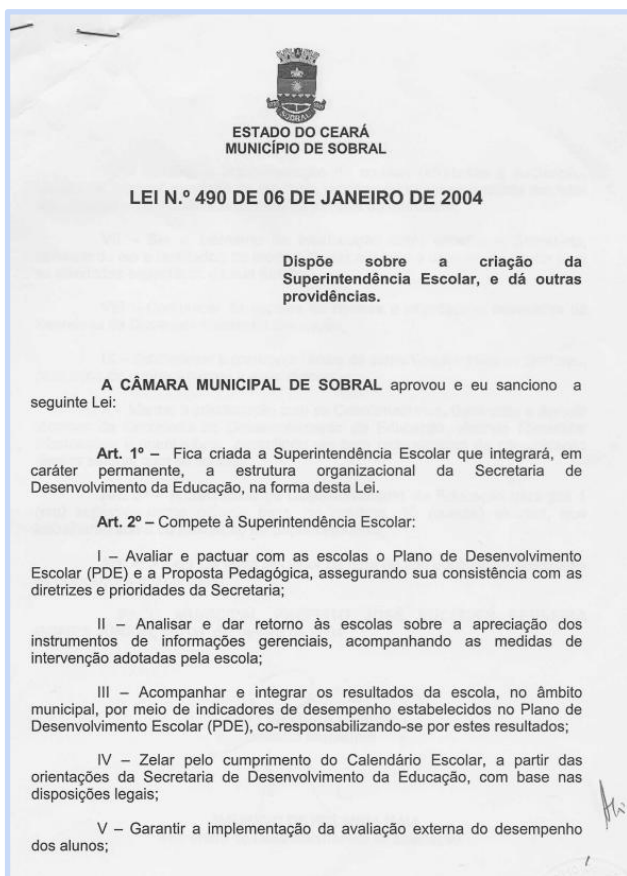 SOBRAL
ESTADO DO CEARÁ
MUNICÍPIO DE SOBRAL
LEI N.º 490 DE 06 DE JANEIRO DE 2004
Dispõe sobre a criação da
Superintendência Escolar, e dá outras
providências.
A CÂMARA MUNICIPAL DE SOBRAL aprovou e eu sanciono a
seguinte Lei:
Art. 1º – Fica criada a Superintendência Escolar que integrará, em
caráter permanente, a estrutura organizacional da Secretaria de
Desenvolvimento da Educação, na forma desta Lei.
Art. 2º – Compete à Superintendência Escolar:
I – Avaliar e pactuar com as escolas o Plano de Desenvolvimento
Escolar (PDE) e a Proposta Pedagógica, assegurando sua consistência com as
diretrizes e prioridades da Secretaria;
II – Analisar e dar retorno às escolas sobre a apreciação dos
instrumentos de informações gerenciais, acompanhando as medidas de
intervenção adotadas pela escola;
III – Acompanhar e integrar os resultados da escola, no âmbito
municipal, por meio de indicadores de desempenho estabelecidos no Plano de
Desenvolvimento Escolar (PDE), co-responsabilizando-se por estes resultados;
IV – Zelar pelo cumprimento do Calendário Escolar, a partir das
orientações da Secretaria de Desenvolvimento da Educação, com base nas
disposições legais;
V – Garantir a implementação da avaliação externa do desempenho
dos alunos;